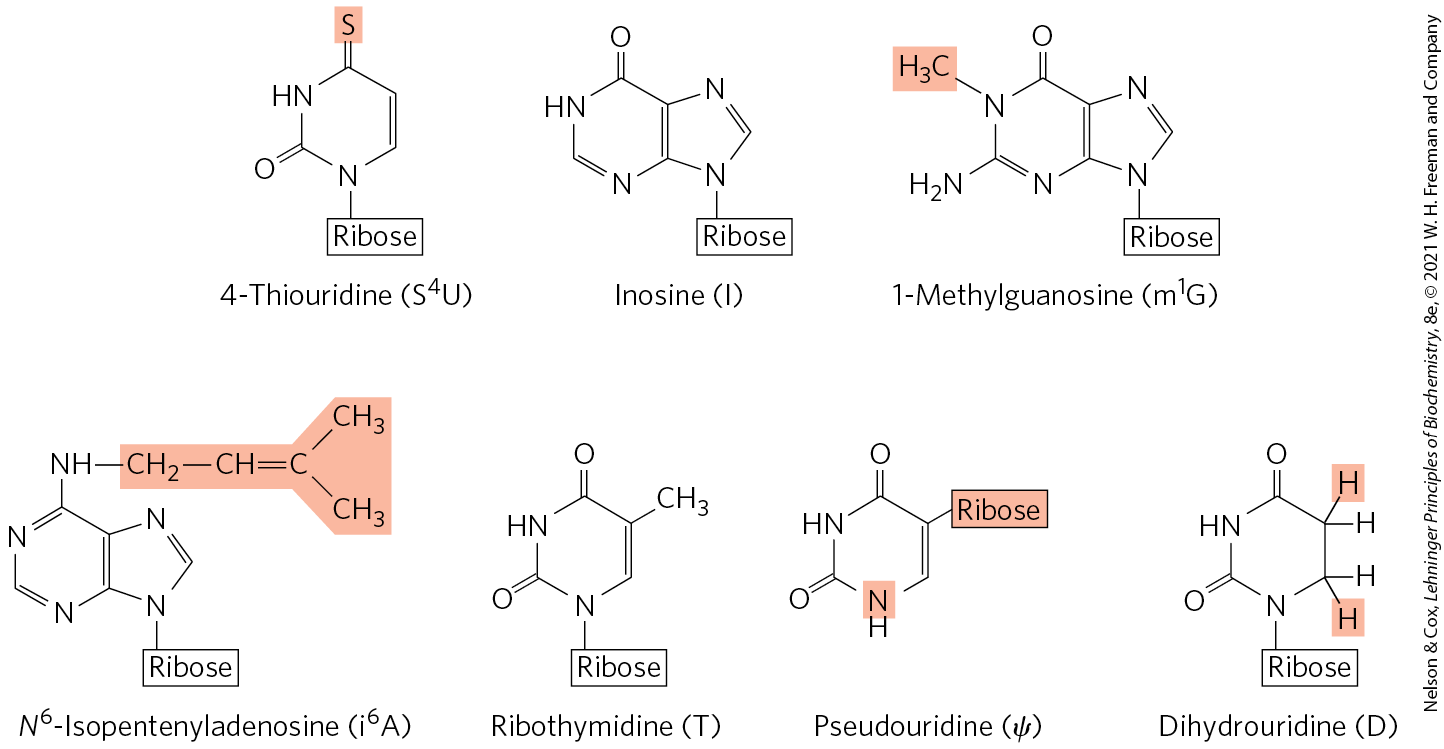 S
HN
O
N
Ribose
4-Thiouridine (S⁴U)
O
HN
N
N
N
Ribose
Inosine (I)
H₃C
O
N
N
H₂N
N
N
Ribose
1-Methylguanosine (m¹G)
NH—CH₂—CH=C
CH₃
CH₃
N
N
N
N
Ribose
N⁶-Isopentenyladenosine (i⁶A)
O
CH₃
HN
O
N
Ribose
Ribothymidine (T)
O
Ribose
HN
O
N
H
Pseudouridine (ψ)
O
H
HN
H
H
O
N
H
Ribose
Dihydrouridine (D)
Nelson & Cox, Lehninger Principles of Biochemistry, 8e, © 2021 W. H. Freeman and Company